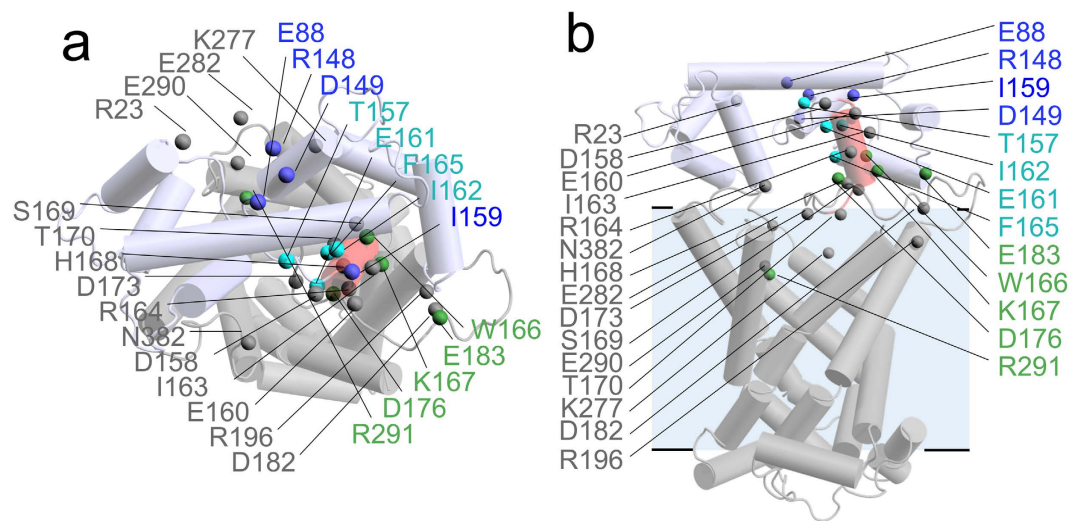 a
K277
E88
E282
R148
E290
D149
R23
T157
E161
F165
I162
I159
S169
T170
H168
D173
R164
N382
D158
I163
E160
R196
D182
W166
E183
K167
D176
R291
b
E88
R148
I159
D149
T157
I162
E161
F165
E183
W166
K167
D176
R291
R23
D158
E160
I163
R164
N382
H168
E282
D173
S169
E290
T170
K277
D182
R196